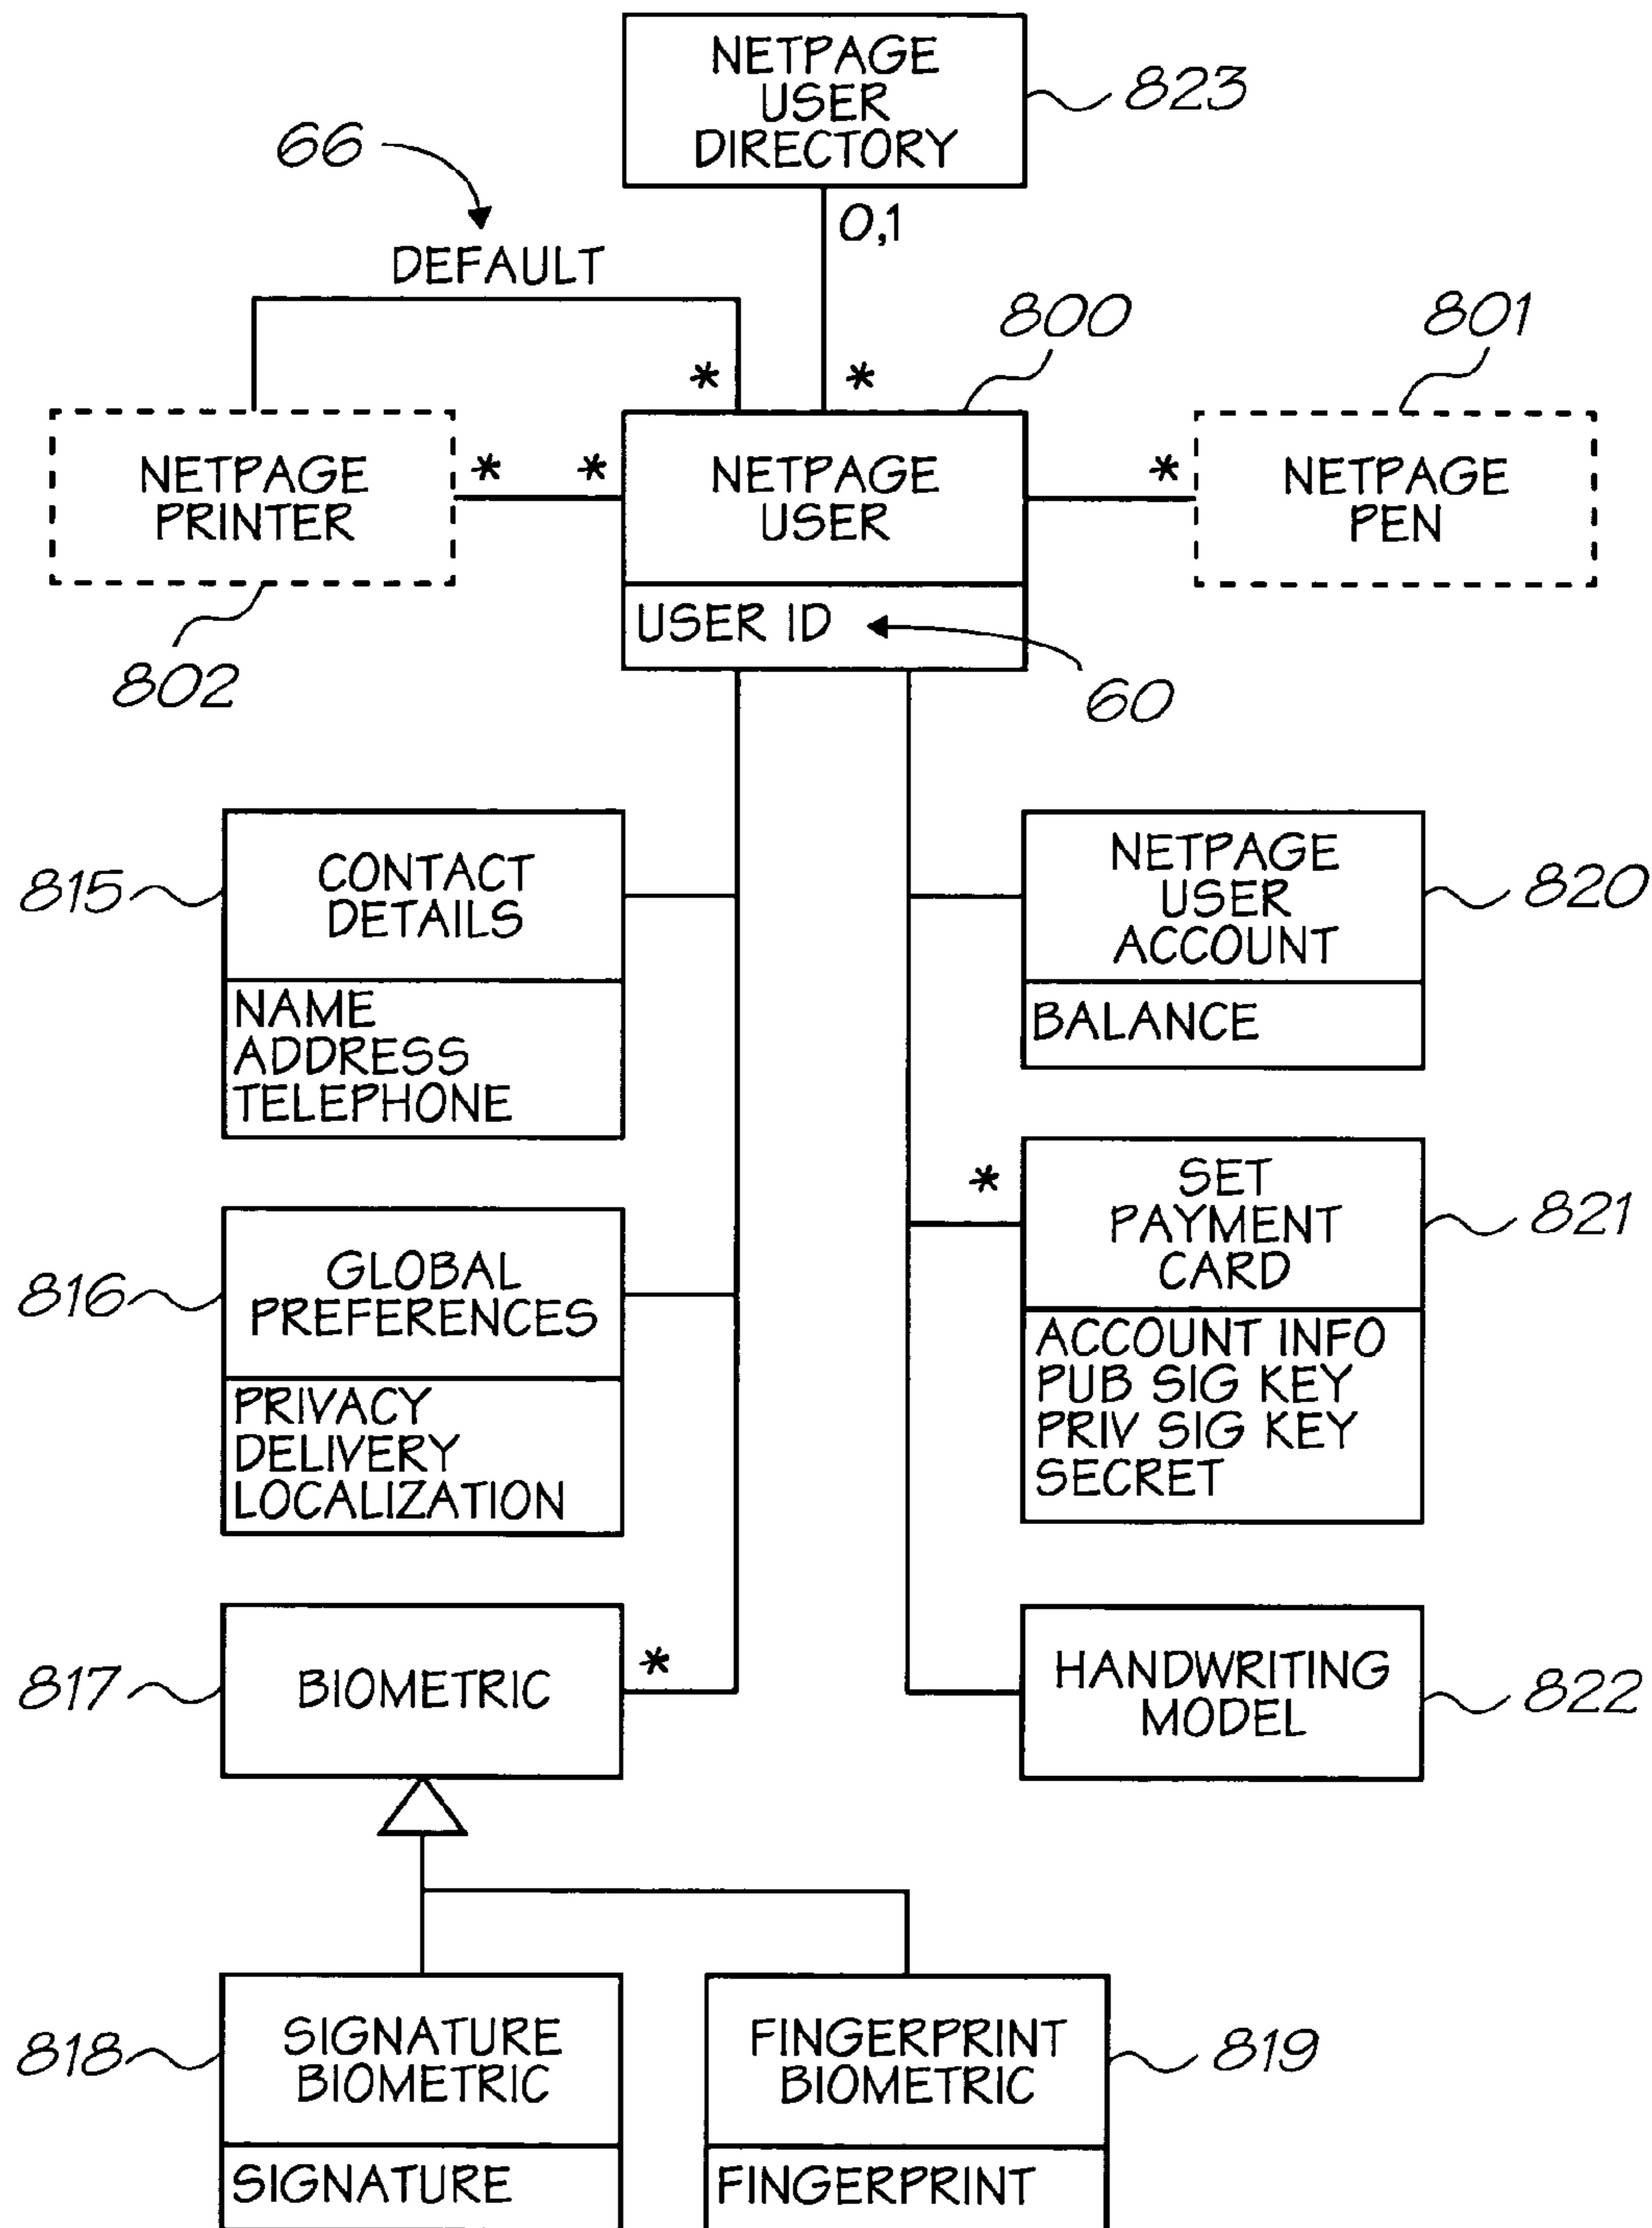 NETPAGE
USER
DIRECTORY
823
66
0,1
DEFAULT
800
801
*
*
NETPAGE
PRINTER
*
*
NETPAGE
USER
*
NETPAGE
PEN
USER ID
802
60
815
CONTACT
DETAILS
NAME
ADDRESS
TELEPHONE
NETPAGE
USER
ACCOUNT
820
BALANCE
816
GLOBAL
PREFERENCES
PRIVACY
DELIVERY
LOCALIZATION
*
SET
PAYMENT
CARD
821
ACCOUNT INFO
PUB SIG KEY
PRIV SIG KEY
SECRET
817
BIOMETRIC
*
HANDWRITING
MODEL
822
818
SIGNATURE
BIOMETRIC
SIGNATURE
FINGERPRINT
BIOMETRIC
819
FINGERPRINT